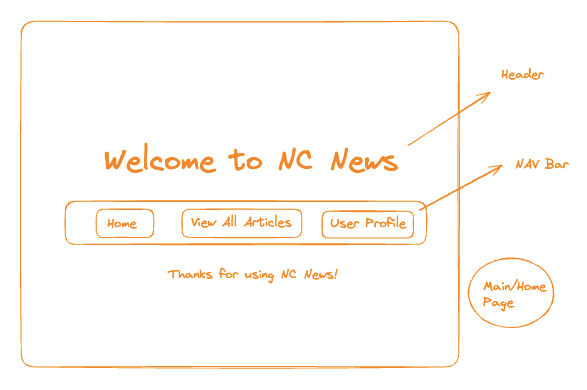 Header
Welcome to NC News
NAV Bar
Home
View All Articles
User Profile
Thanks for using NC News!
Main/Home
Page